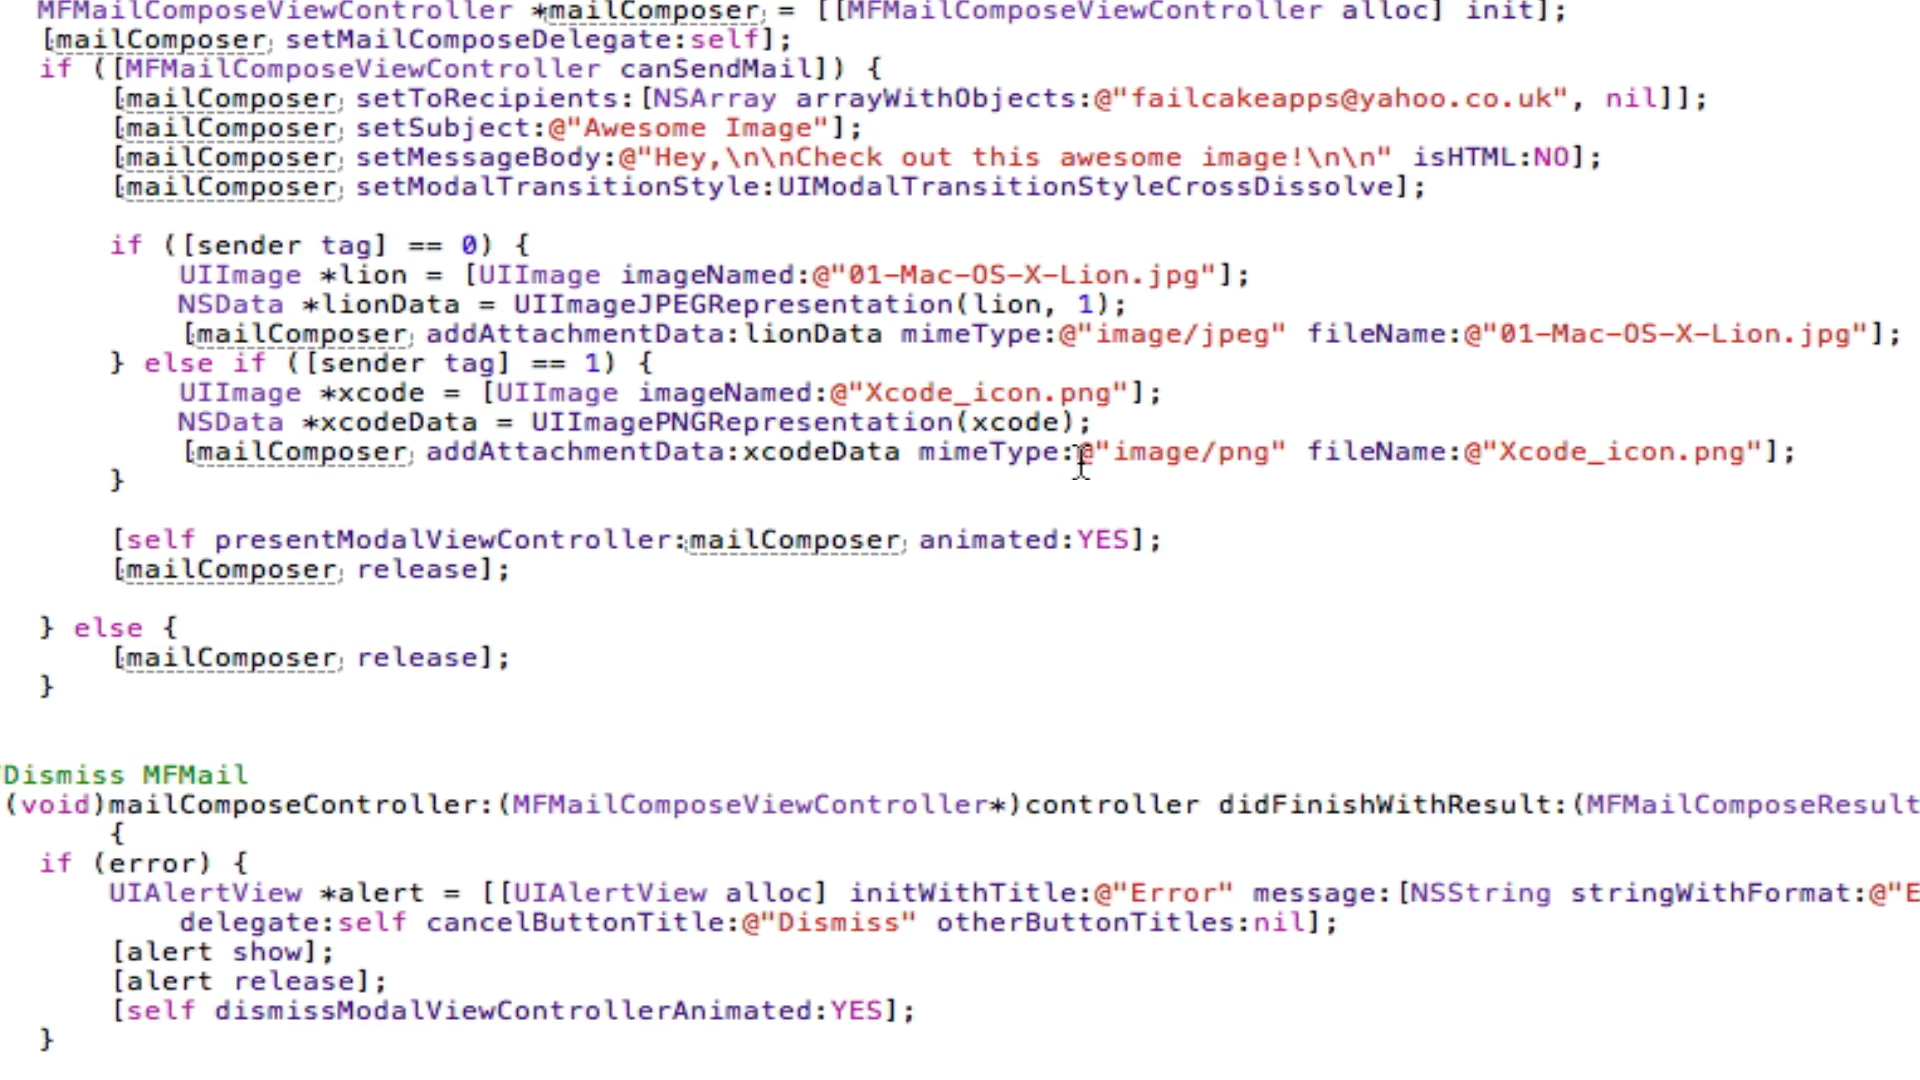 MFMailComposeViewController *mailComposer = [[MFMailComposeViewController alloc] init];
[mailComposer setMailComposeDelegate:self];
if ([MFMailComposeViewController canSendMail]) {
[mailComposer setToRecipients:[NSArray arrayWithObjects:@"failcakeapps@yahoo.co.uk", nil]];
[mailComposer setSubject:@"Awesome Image"];
[mailComposer setMessageBody:@"Hey,\n\nCheck out this awesome image!\n\n" isHTML:NO];
[mailComposer setModalTransitionStyle:UIModalTransitionStyleCrossDissolve];
if ([sender tag] == 0) {
UIImage *lion = [UIImage imageNamed:@"01-Mac-OS-X-Lion.jpg"];
NSData *lionData = UIImageJPEGRepresentation(lion, 1);
[mailComposer addAttachmentData:lionData mimeType:@"image/jpeg" fileName:@"01-Mac-OS-X-Lion.jpg"];
} else if ([sender tag] == 1) {
UIImage *xcode = [UIImage imageNamed:@"Xcode_icon.png"];
NSData *xcodeData = UIImagePNGRepresentation(xcode);
[mailComposer addAttachmentData:xcodeData mimeType:@"image/png" fileName:@"Xcode_icon.png"];
}
[self presentModalViewController:mailComposer animated:YES];
[mailComposer release];
} else {
[mailComposer release];
}
Dismiss MFMail
(void)mailComposeController:(MFMailComposeViewController*)controller didFinishWithResult:(MFMailComposeResult
{
if (error) {
UIAlertView *alert = [[UIAlertView alloc] initWithTitle:@"Error" message:[NSString stringWithFormat:@"E
delegate:self cancelButtonTitle:@"Dismiss" otherButtonTitles:nil];
[alert show];
[alert release];
[self dismissModalViewControllerAnimated:YES];
}